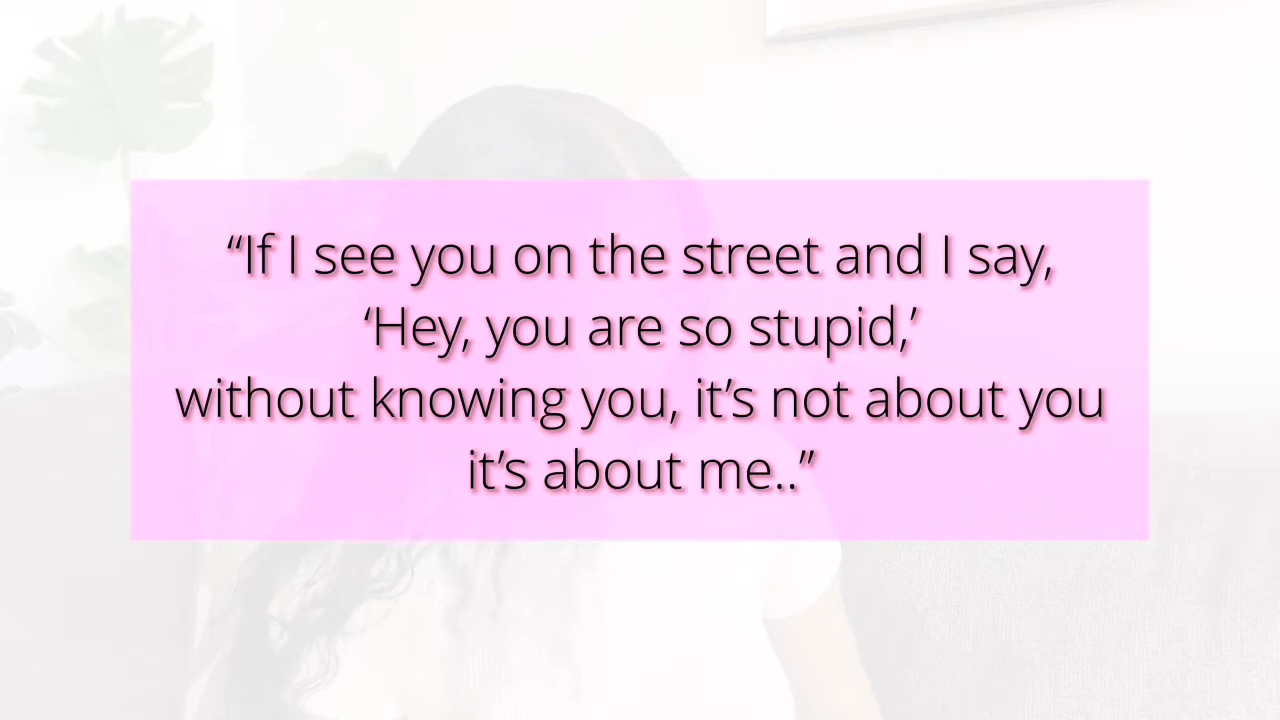 “If I see you on the street and I say,
‘Hey, you are so stupid,’
without knowing you, it’s not about you
it’s about me..”